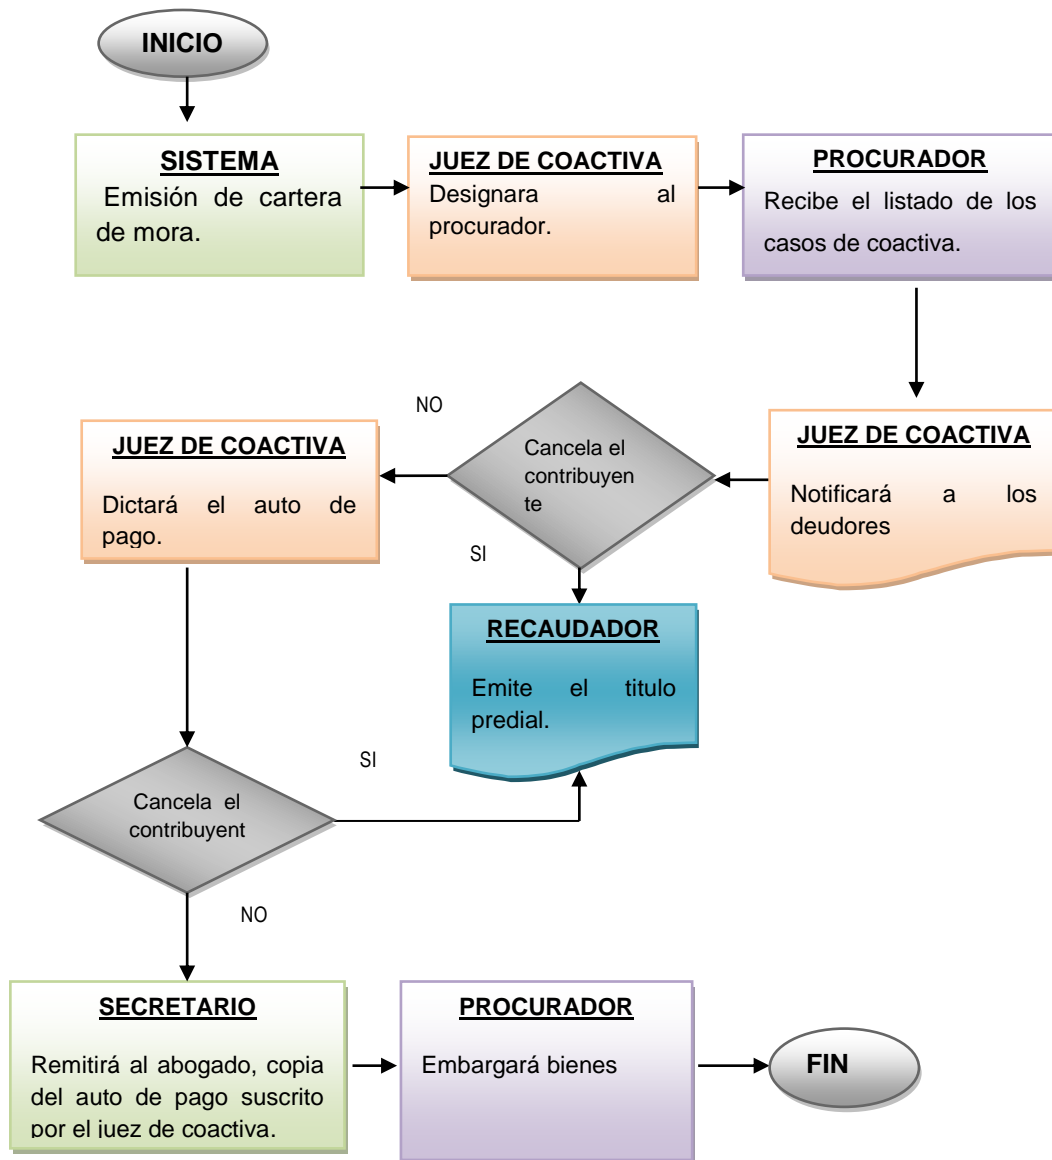 INICIO
SISTEMA
Emisión de cartera
de mora.
JUEZ DE COACTIVA
Designara al
procurador.
PROCURADOR
Recibe el listado de los
casos de coactiva.
JUEZ DE COACTIVA
Notificará a los
deudores
Cancela el
contribuyen
te
NO
SI
JUEZ DE COACTIVA
Dictará el auto de
pago.
RECAUDADOR
Emite el titulo
predial.
Cancela el
contribuyent
SI
NO
SECRETARIO
Remitirá al abogado, copia
del auto de pago suscrito
por el juez de coactiva.
PROCURADOR
Embargará bienes
FIN